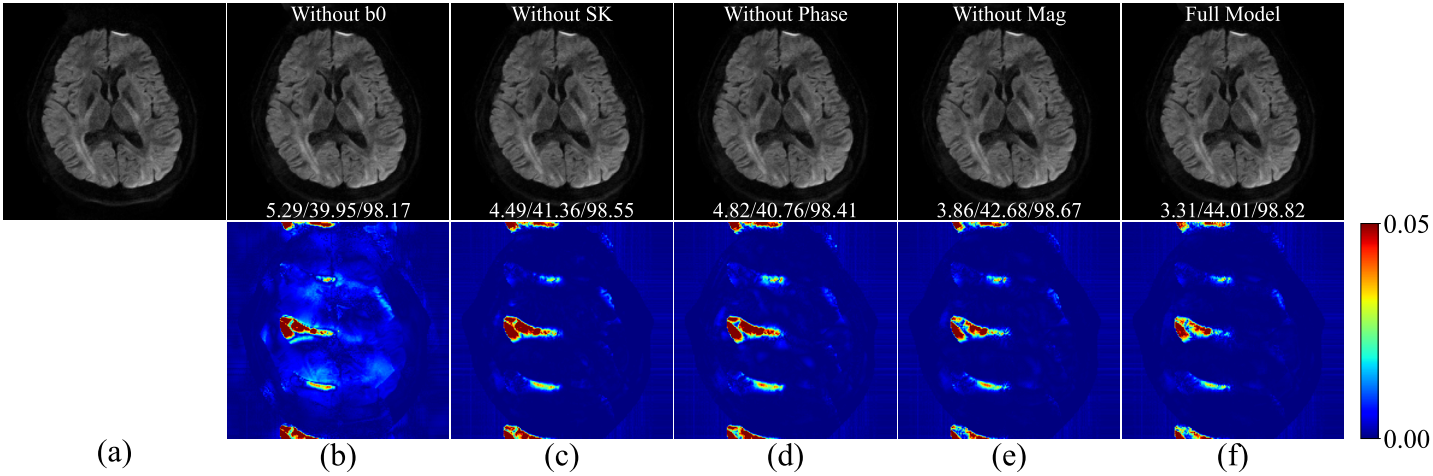 Without b0 Without SK Without Phase Without Mag Full Model
5.29/39.95/98.17 4.49/41.36/98.55 4.82/40.76/98.41 3.86/42.68/98.67 3.31/44.01/98.82
0.05
0.00
(a) (b) (c) (d) (e) (f)